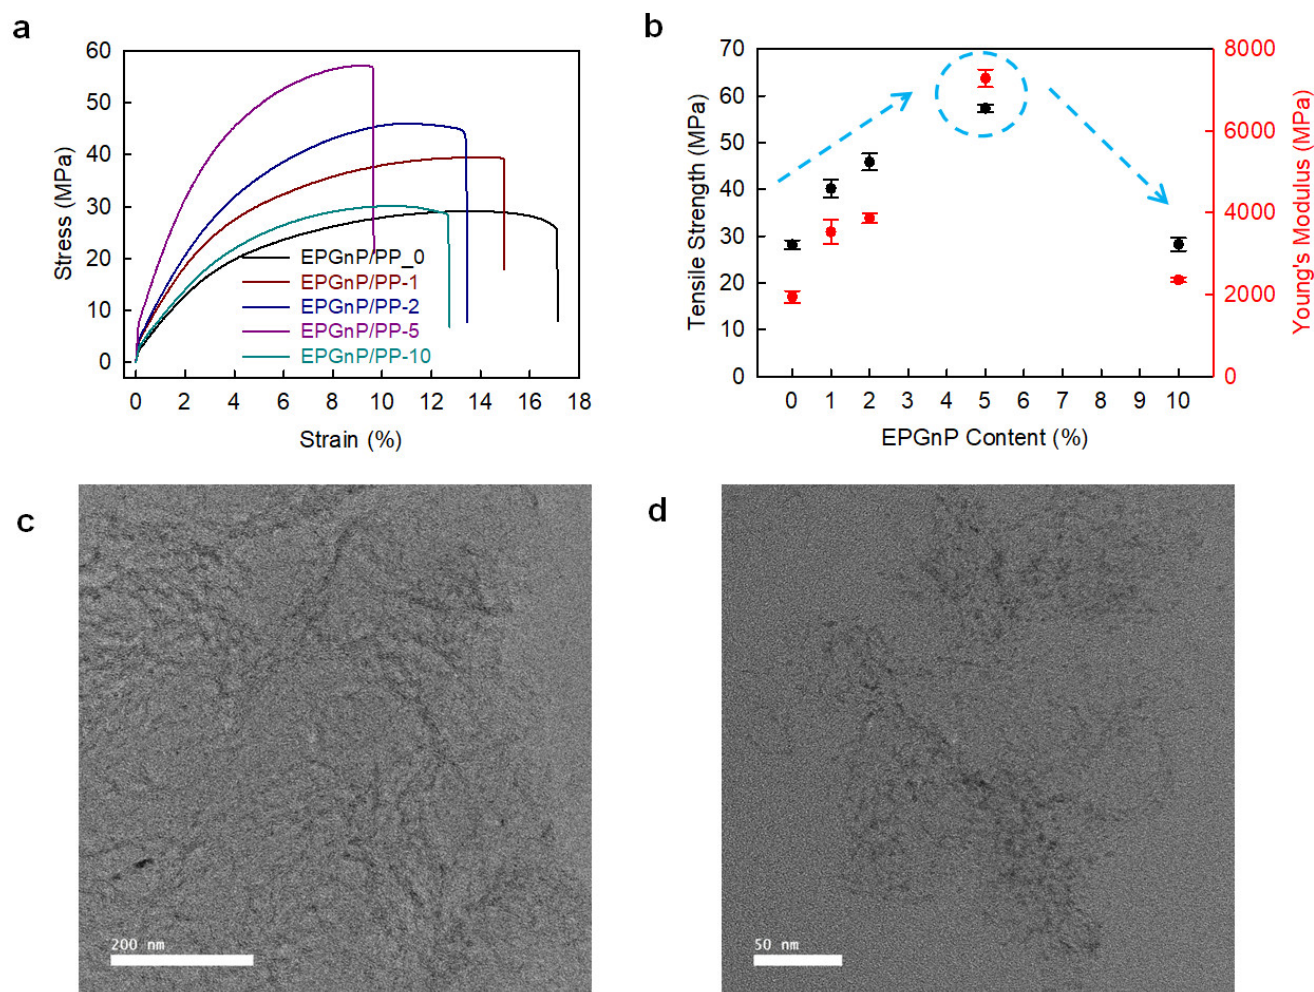 a
60
50
40
30
20
10
0
Stress (MPa)
EPGnP/PP_0
EPGnP/PP-1
EPGnP/PP-2
EPGnP/PP-5
EPGnP/PP-10
0 2 4 6 8 10 12 14 16 18
Strain (%)
b
70
60
50
40
30
20
10
0
Tensile Strength (MPa)
8000
6000
4000
2000
0
Young's Modulus (MPa)
0 1 2 3 4 5 6 7 8 9 10
EPGnP Content (%)
c
200 nm
d
50 nm